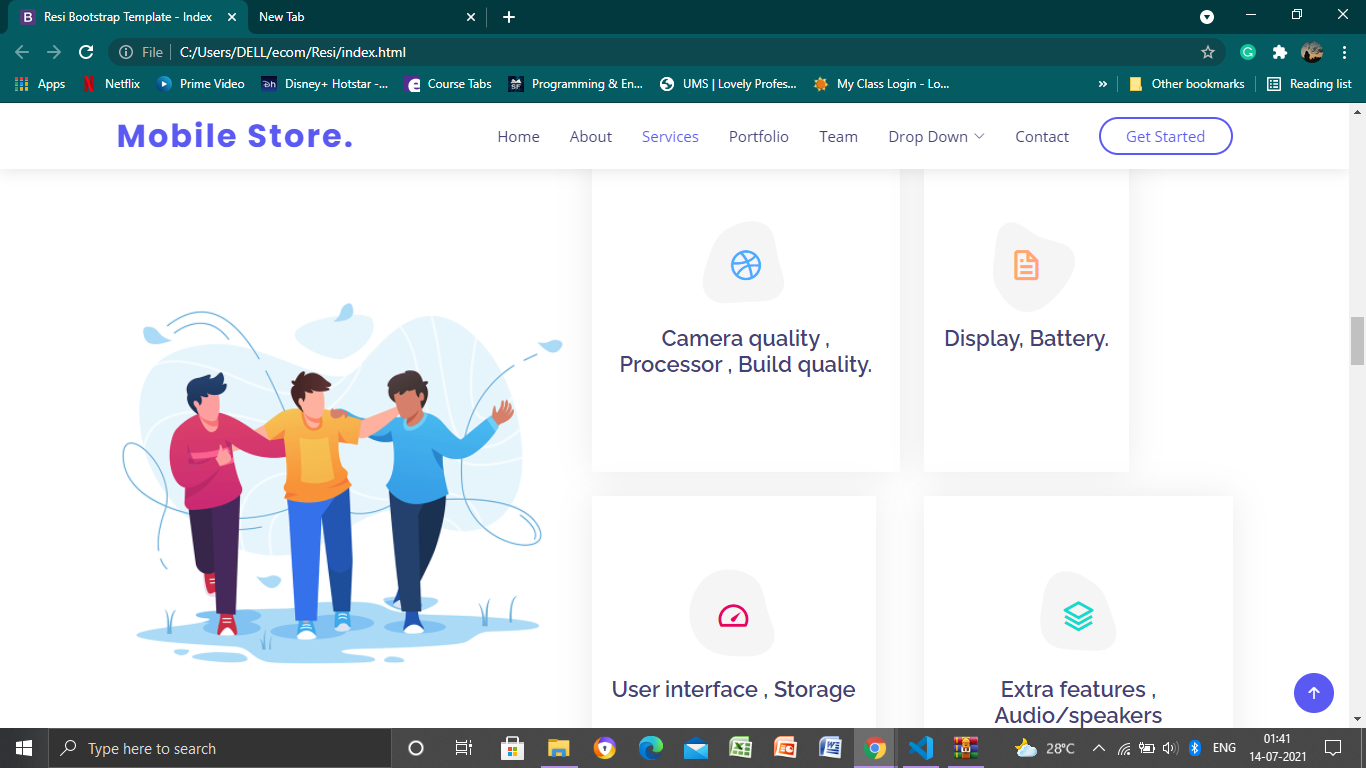 Resi Bootstrap Template - Index
New Tab
File
C:/Users/DELL/ecom/Resi/index.html
Apps
Netflix
Prime Video
Disney+ Hotstar -...
Course Tabs
Programming & En...
UMS | Lovely Profes...
My Class Login - Lo...
»
Other bookmarks
Reading list
Mobile Store.
Home
About
Services
Portfolio
Team
Drop Down
Contact
Get Started
Camera quality ,
Processor , Build quality.
Display, Battery.
User interface , Storage
Extra features ,
Audio/speakers
Type here to search
28°C
ENG
01:41
14-07-2021